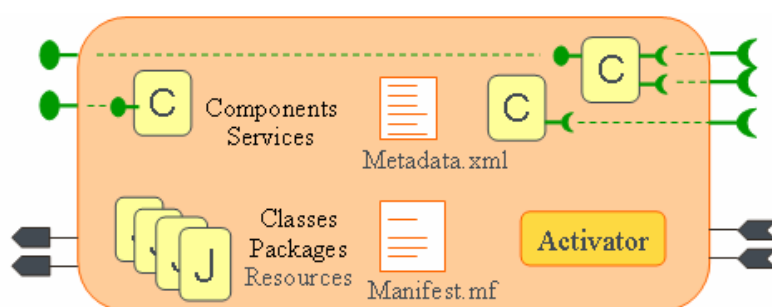 C
C
Components
Services
C
Metadata.xml
Classes
Packages
Resources
J
J
J
J
Activator
Manifest.mf